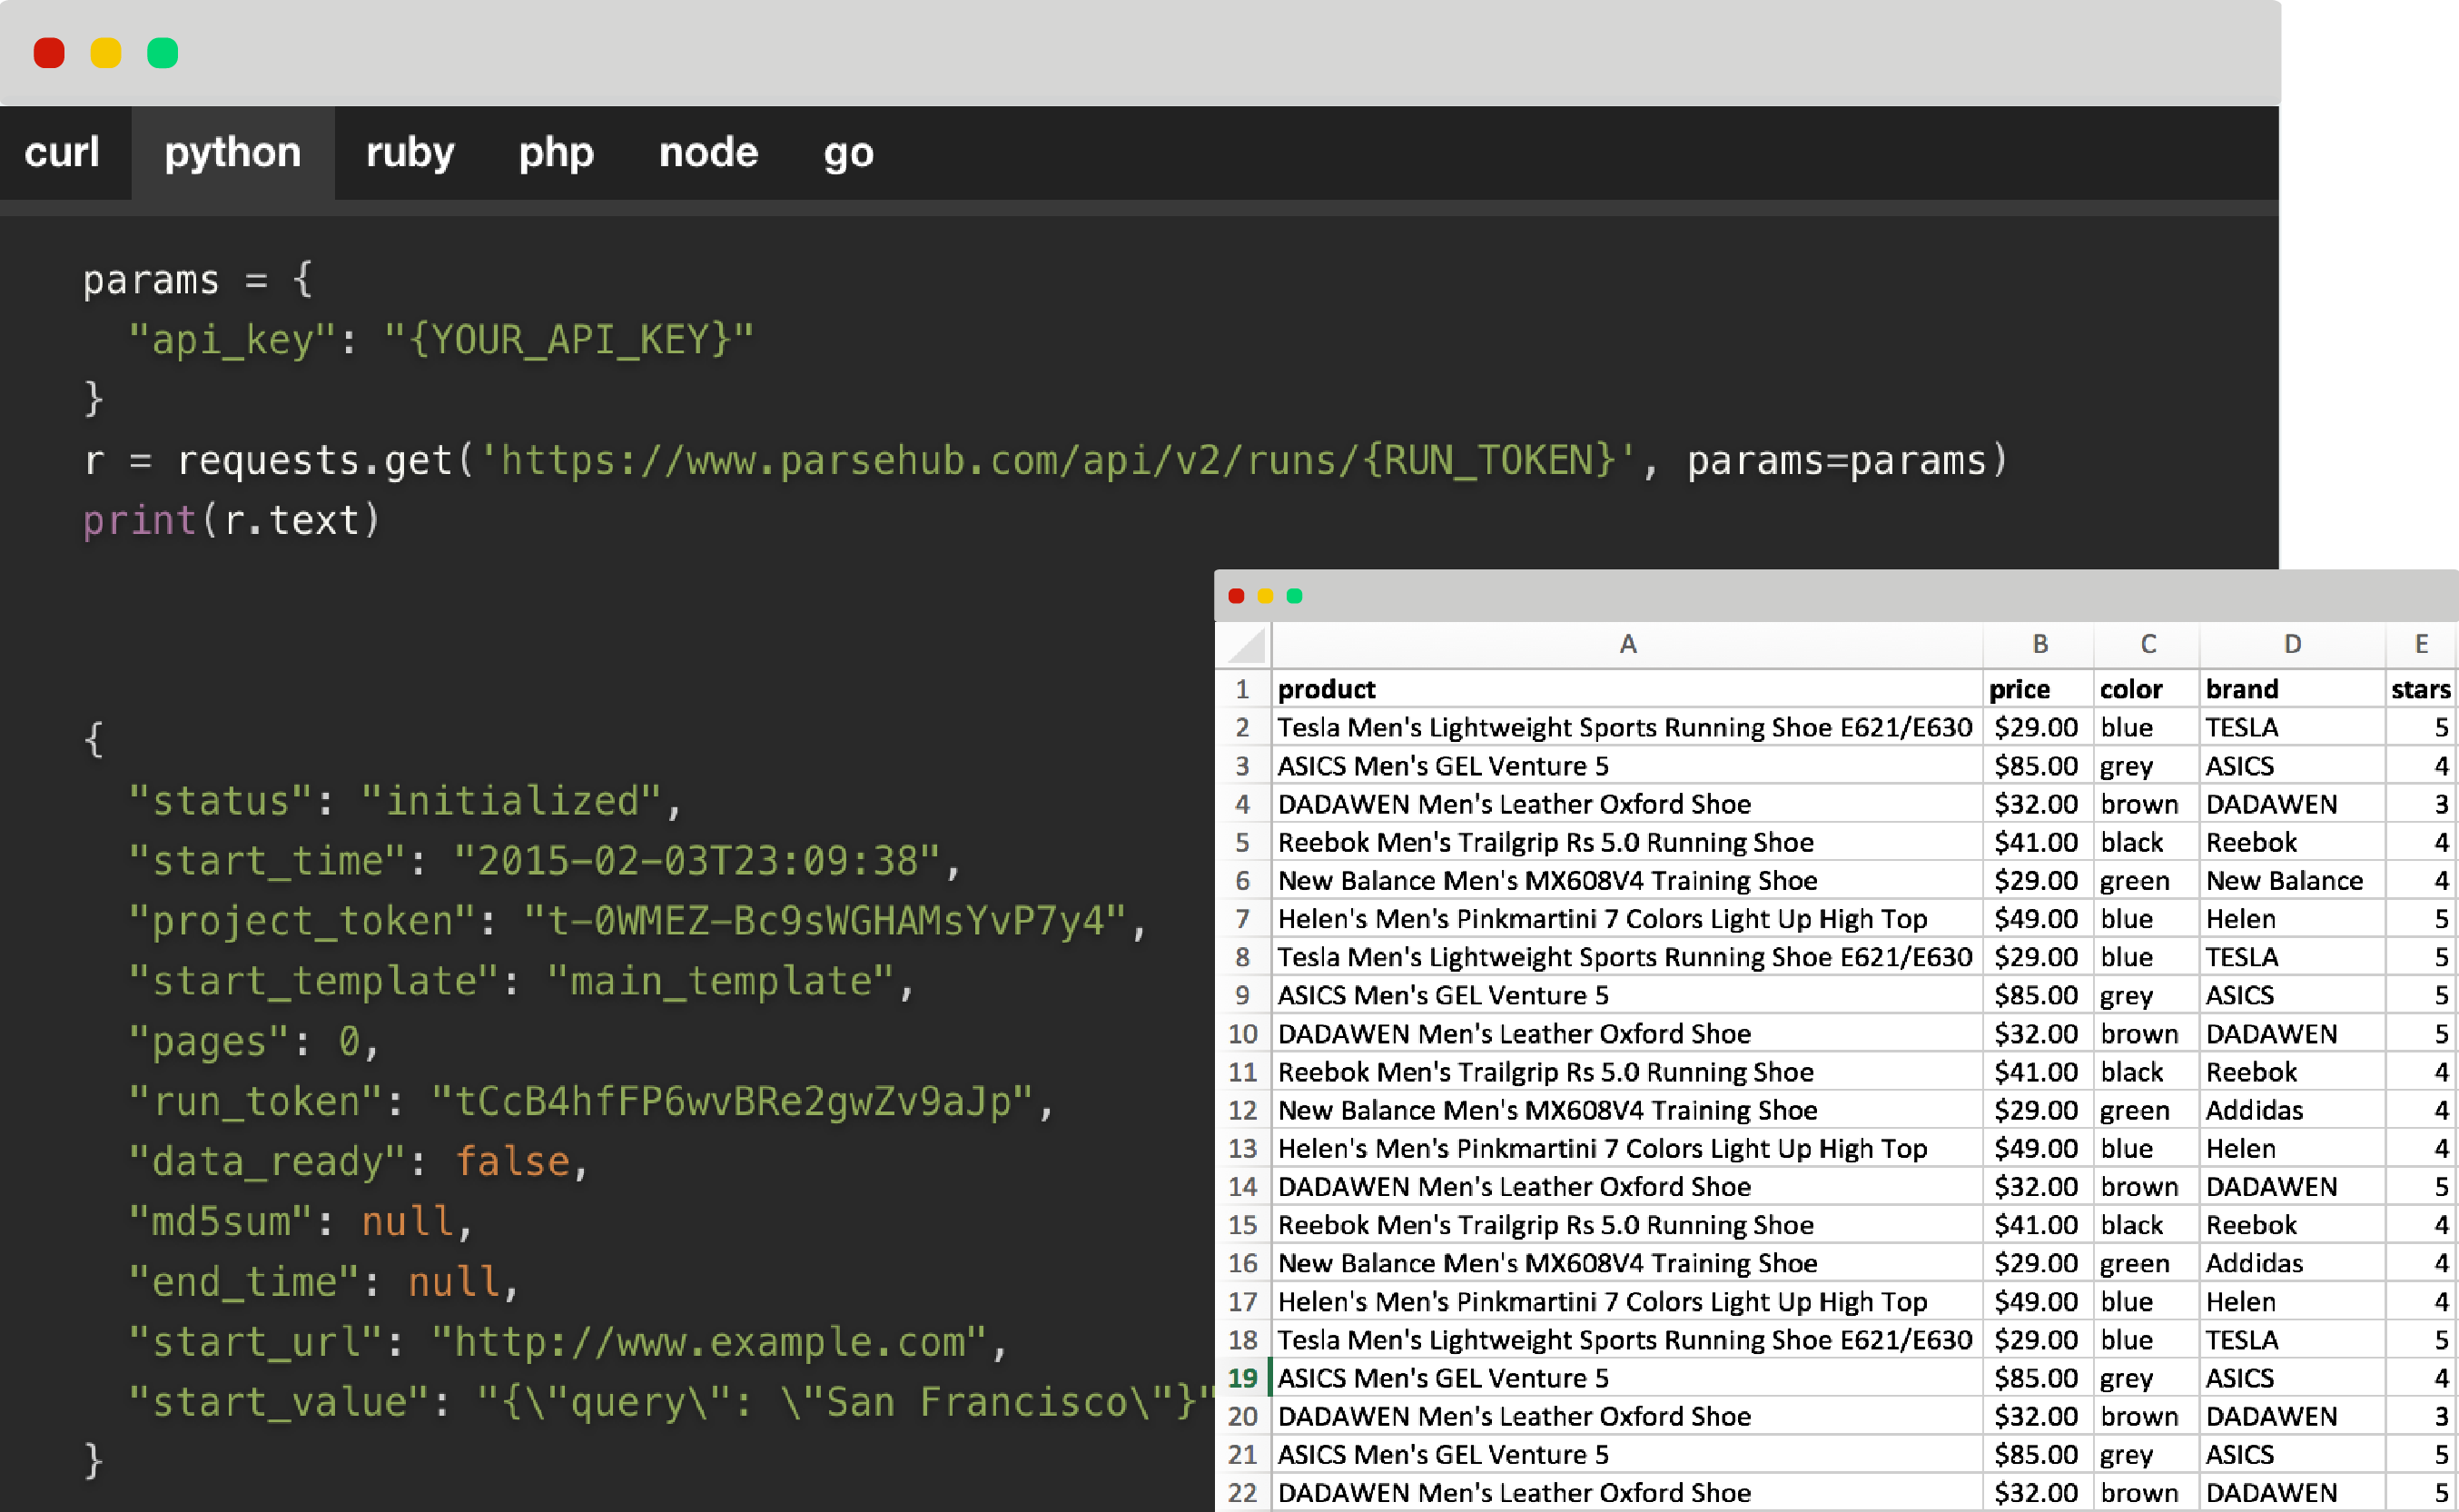 curl python ruby php node go
params = {
"api_key": "{YOUR_API_KEY}"
}
r = requests.get('https://www.parsehub.com/api/v2/runs/{RUN_TOKEN}', params=params)
print(r.text)
{
"status": "initialized",
"start_time": "2015-02-03T23:09:38",
"project_token": "t-0WMEZ-Bc9sWGHAMsYvP7y4",
"start_template": "main_template",
"pages": 0,
"run_token": "tCcB4hfFP6wvBRe2gwZv9aJp",
"data_ready": false,
"md5sum": null,
"end_time": null,
"start_url": "http://www.example.com",
"start_value": "{\"query\": \"San Francisco\"}"
}
A B C D E
1 product price color brand stars
2 Tesla Men's Lightweight Sports Running Shoe E621/E630 $29.00 blue TESLA 5
3 ASICS Men's GEL Venture 5 $85.00 grey ASICS 4
4 DADAWEN Men's Leather Oxford Shoe $32.00 brown DADAWEN 3
5 Reebok Men's Trailgrip Rs 5.0 Running Shoe $41.00 black Reebok 4
6 New Balance Men's MX608V4 Training Shoe $29.00 green New Balance 4
7 Helen's Men's Pinkmartini 7 Colors Light Up High Top $49.00 blue Helen 5
8 Tesla Men's Lightweight Sports Running Shoe E621/E630 $29.00 blue TESLA 5
9 ASICS Men's GEL Venture 5 $85.00 grey ASICS 5
10 DADAWEN Men's Leather Oxford Shoe $32.00 brown DADAWEN 5
11 Reebok Men's Trailgrip Rs 5.0 Running Shoe $41.00 black Reebok 4
12 New Balance Men's MX608V4 Training Shoe $29.00 green Addidas 4
13 Helen's Men's Pinkmartini 7 Colors Light Up High Top $49.00 blue Helen 4
14 DADAWEN Men's Leather Oxford Shoe $32.00 brown DADAWEN 5
15 Reebok Men's Trailgrip Rs 5.0 Running Shoe $41.00 black Reebok 4
16 New Balance Men's MX608V4 Training Shoe $29.00 green Addidas 4
17 Helen's Men's Pinkmartini 7 Colors Light Up High Top $49.00 blue Helen 4
18 Tesla Men's Lightweight Sports Running Shoe E621/E630 $29.00 blue TESLA 5
19 ASICS Men's GEL Venture 5 $85.00 grey ASICS 4
20 DADAWEN Men's Leather Oxford Shoe $32.00 brown DADAWEN 3
21 ASICS Men's GEL Venture 5 $85.00 grey ASICS 5
22 DADAWEN Men's Leather Oxford Shoe $32.00 brown DADAWEN 5